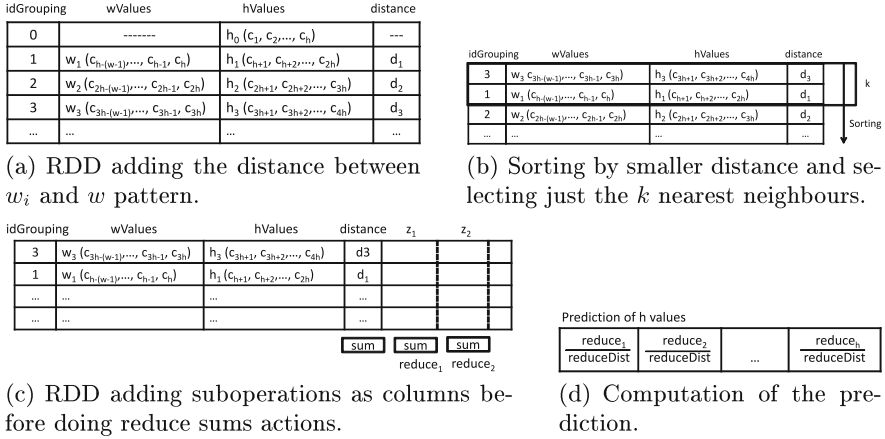 idGrouping wValues hValues distance
0 ------- h0 (c1, c2,..., ch) ---
1 w1 (ch-(w-1),..., ch-1, ch) h1 (ch+1, ch+2,..., c2h) d1
2 w2 (c2h-(w-1),..., c2h-1, c2h) h2 (c2h+1, c2h+2,..., c3h) d2
3 w3 (c3h-(w-1),..., c3h-1, c3h) h3 (c3h+1, c3h+2,..., c4h) d3
... ... ... ...
(a) RDD adding the distance between
wi and w pattern.
idGrouping wValues hValues distance
3 w3 c3h-(w-1),..., c3h-1, c3h) h3 (c3h+1, c3h+2,..., c4h) d3
1 w1 (ch-(w-1),..., ch-1, ch) h1 (ch+1, ch+2,..., c2h) d1
k
2 w2 (c2h-(w-1),..., c2h-1, c2h) h2 (c2h+1, c2h+2,..., c3h) d2
Sorting
... ... ...
(b) Sorting by smaller distance and se-
lecting just the k nearest neighbours.
idGrouping wValues hValues distance z1 z2
3 w3 (c3h-(w-1),..., c3h-1, c3h) h3 (c3h+1, c3h+2,..., c4h) d3
1 w1 (ch-(w-1),..., ch-1, ch) h1 (ch+1, ch+2,..., c2h) d1
... ... ... ...
... ... ... ...
sum sum sum
reduce1 reduce2
(c) RDD adding suboperations as columns be-
fore doing reduce sums actions.
Prediction of h values
reduce1 reduce2 ... reduceh
reduceDist reduceDist reduceDist
(d) Computation of the pre-
diction.